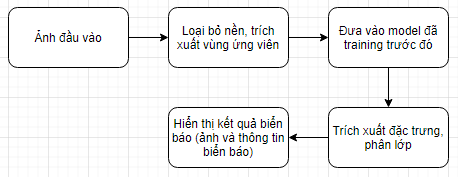 Ảnh đầu vào
Loại bỏ nền, trích
xuất vùng ứng viên
Đưa vào model đã
training trước đó
Trích xuất đặc trưng,
phân lớp
Hiển thị kết quả biển
báo (ảnh và thông tin
biển báo)